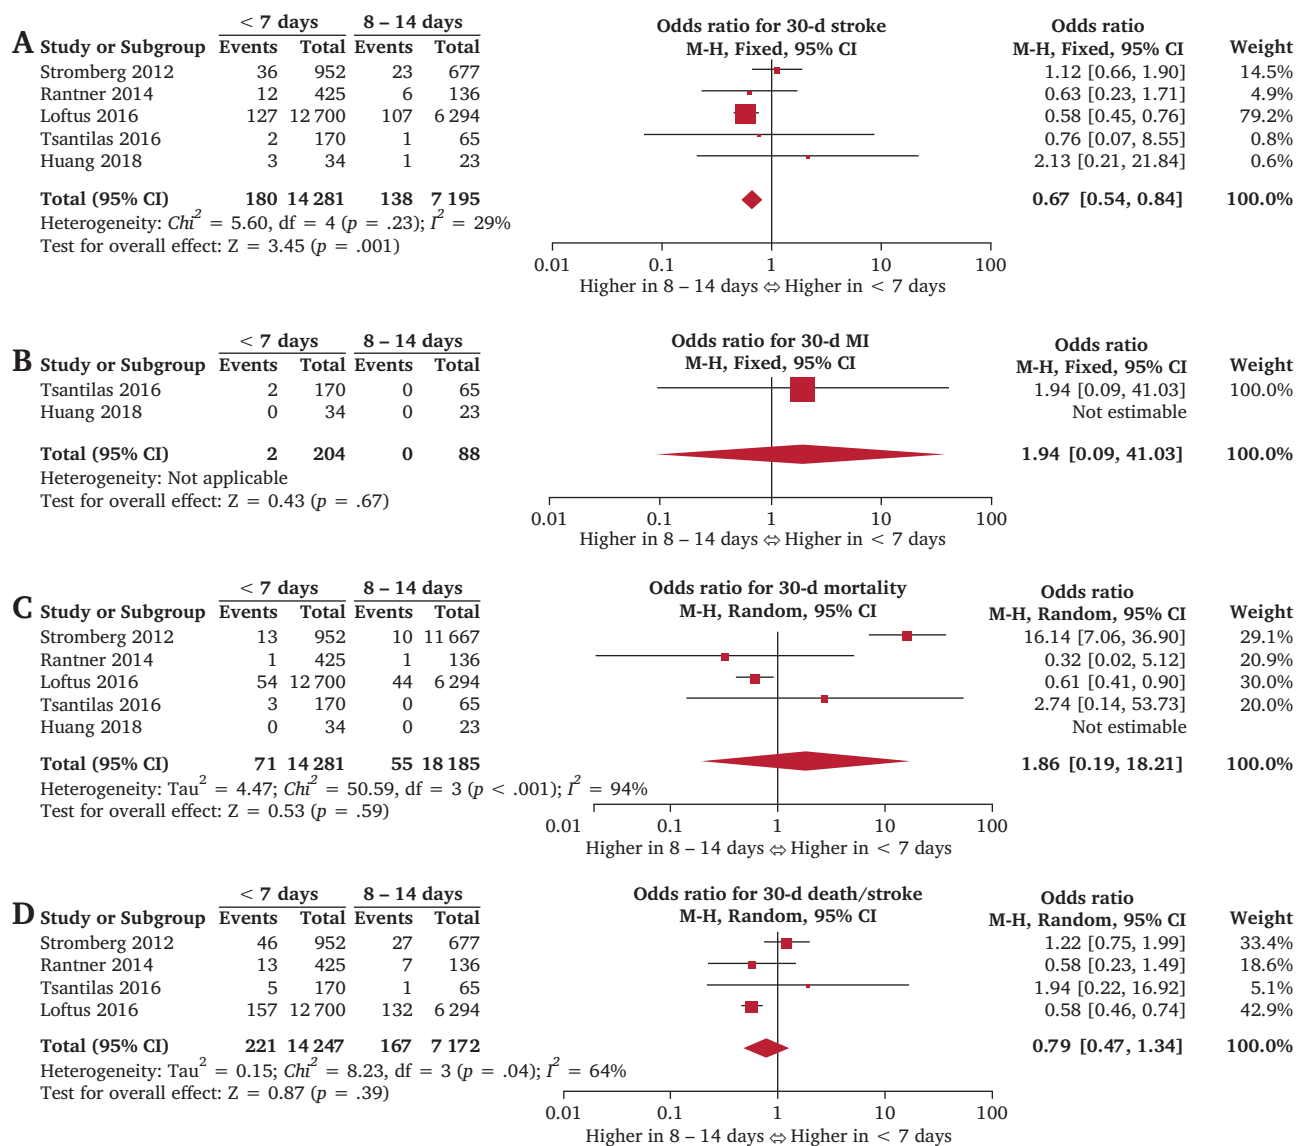 A
< 7 days 8 – 14 days Odds ratio for 30-d stroke Odds ratio
Study or Subgroup Events Total Events Total M-H, Fixed, 95% CI M-H, Fixed, 95% CI Weight
Stromberg 2012 36 952 23 677 1.12 [0.66, 1.90] 14.5%
Rantner 2014 12 425 6 136 0.63 [0.23, 1.71] 4.9%
Loftus 2016 127 12 700 107 6 294 0.58 [0.45, 0.76] 79.2%
Tsantilas 2016 2 170 1 65 0.76 [0.07, 8.55] 0.8%
Huang 2018 3 34 1 23 2.13 [0.21, 21.84] 0.6%
Total (95% CI) 180 14 281 138 7 195 0.67 [0.54, 0.84] 100.0%
Heterogeneity: Chi² = 5.60, df = 4 (p = .23); I² = 29%
Test for overall effect: Z = 3.45 (p = .001)
0.01 0.1 1 10 100
Higher in 8 – 14 days ⇔ Higher in < 7 days
B
< 7 days 8 – 14 days Odds ratio for 30-d MI Odds ratio
Study or Subgroup Events Total Events Total M-H, Fixed, 95% CI M-H, Fixed, 95% CI Weight
Tsantilas 2016 2 170 0 65 1.94 [0.09, 41.03] 100.0%
Huang 2018 0 34 0 23 Not estimable
Total (95% CI) 2 204 0 88 1.94 [0.09, 41.03] 100.0%
Heterogeneity: Not applicable
Test for overall effect: Z = 0.43 (p = .67)
0.01 0.1 1 10 100
Higher in 8 – 14 days ⇔ Higher in < 7 days
C
< 7 days 8 – 14 days Odds ratio for 30-d mortality Odds ratio
Study or Subgroup Events Total Events Total M-H, Random, 95% CI M-H, Random, 95% CI Weight
Stromberg 2012 13 952 10 11 667 16.14 [7.06, 36.90] 29.1%
Rantner 2014 1 425 1 136 0.32 [0.02, 5.12] 20.9%
Loftus 2016 54 12 700 44 6 294 0.61 [0.41, 0.90] 30.0%
Tsantilas 2016 3 170 0 65 2.74 [0.14, 53.73] 20.0%
Huang 2018 0 34 0 23 Not estimable
Total (95% CI) 71 14 281 55 18 185 1.86 [0.19, 18.21] 100.0%
Heterogeneity: Tau² = 4.47; Chi² = 50.59, df = 3 (p < .001); I² = 94%
Test for overall effect: Z = 0.53 (p = .59)
0.01 0.1 1 10 100
Higher in 8 – 14 days ⇔ Higher in < 7 days
D
< 7 days 8 – 14 days Odds ratio for 30-d death/stroke Odds ratio
Study or Subgroup Events Total Events Total M-H, Random, 95% CI M-H, Random, 95% CI Weight
Stromberg 2012 46 952 27 677 1.22 [0.75, 1.99] 33.4%
Rantner 2014 13 425 7 136 0.58 [0.23, 1.49] 18.6%
Tsantilas 2016 5 170 1 65 1.94 [0.22, 16.92] 5.1%
Loftus 2016 157 12 700 132 6 294 0.58 [0.46, 0.74] 42.9%
Total (95% CI) 221 14 247 167 7 172 0.79 [0.47, 1.34] 100.0%
Heterogeneity: Tau² = 0.15; Chi² = 8.23, df = 3 (p = .04); I² = 64%
Test for overall effect: Z = 0.87 (p = .39)
0.01 0.1 1 10 100
Higher in 8 – 14 days ⇔ Higher in < 7 days